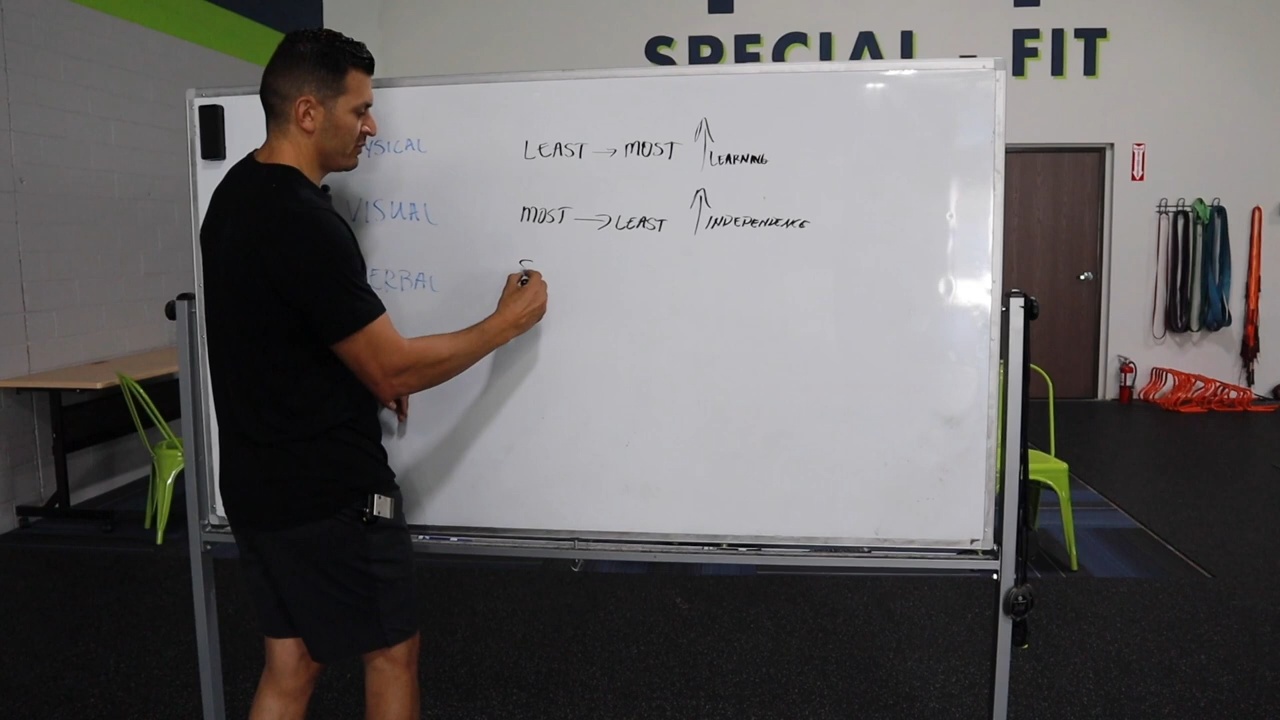 SPECIAL - FIT
YSICAL LEAST → MOST ↑ LEARNING
VISUAL MOST → LEAST ↑ INDEPENDENCE
ERBAL